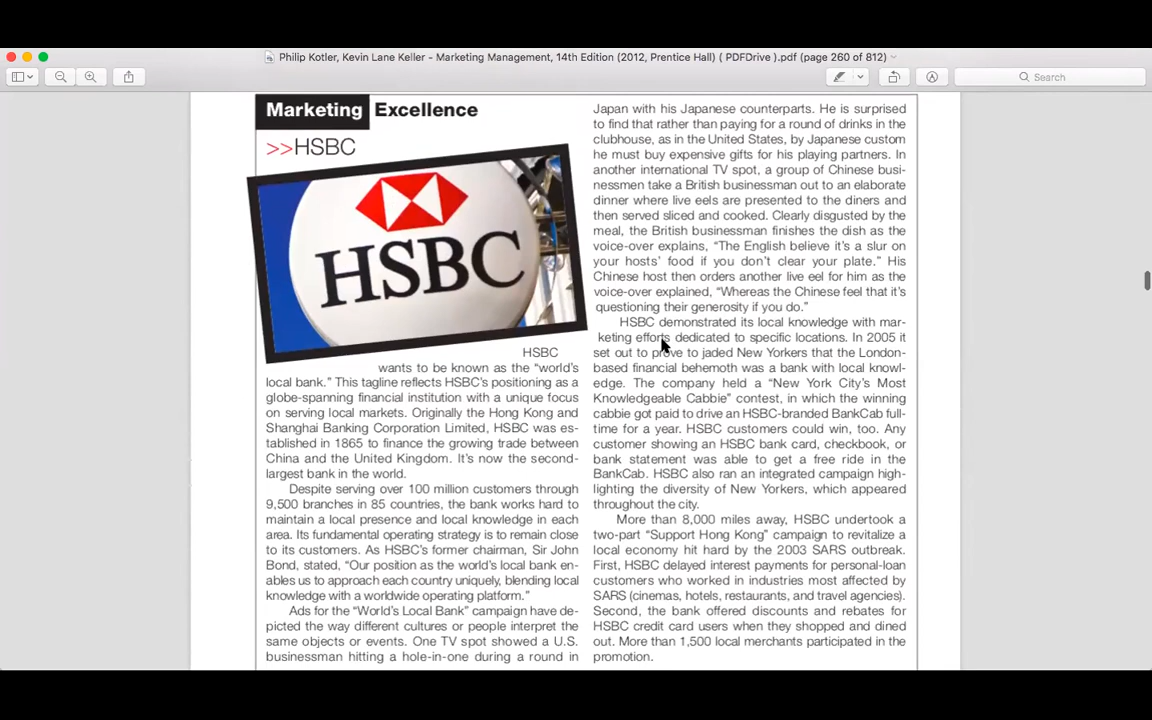 Philip Kotler, Kevin Lane Keller - Marketing Management, 14th Edition (2012, Prentice Hall) ( PDFDrive ).pdf (page 260 of 812)
Search
Marketing Excellence
>>HSBC
HSBC
HSBC
wants to be known as the “world’s
local bank.” This tagline reflects HSBC’s positioning as a
globe-spanning financial institution with a unique focus
on serving local markets. Originally the Hong Kong and
Shanghai Banking Corporation Limited, HSBC was es-
tablished in 1865 to finance the growing trade between
China and the United Kingdom. It’s now the second-
largest bank in the world.
Despite serving over 100 million customers through
9,500 branches in 85 countries, the bank works hard to
maintain a local presence and local knowledge in each
area. Its fundamental operating strategy is to remain close
to its customers. As HSBC’s former chairman, Sir John
Bond, stated, “Our position as the world’s local bank en-
ables us to approach each country uniquely, blending local
knowledge with a worldwide operating platform.”
Ads for the “World’s Local Bank” campaign have de-
picted the way different cultures or people interpret the
same objects or events. One TV spot showed a U.S.
businessman hitting a hole-in-one during a round in
Japan with his Japanese counterparts. He is surprised
to find that rather than paying for a round of drinks in the
clubhouse, as in the United States, by Japanese custom
he must buy expensive gifts for his playing partners. In
another international TV spot, a group of Chinese busi-
nessmen take a British businessman out to an elaborate
dinner where live eels are presented to the diners and
then served sliced and cooked. Clearly disgusted by the
meal, the British businessman finishes the dish as the
voice-over explains, “The English believe it’s a slur on
your hosts’ food if you don’t clear your plate.” His
Chinese host then orders another live eel for him as the
voice-over explained, “Whereas the Chinese feel that it’s
questioning their generosity if you do.”
HSBC demonstrated its local knowledge with mar-
keting efforts dedicated to specific locations. In 2005 it
set out to prove to jaded New Yorkers that the London-
based financial behemoth was a bank with local knowl-
edge. The company held a “New York City’s Most
Knowledgeable Cabbie” contest, in which the winning
cabbie got paid to drive an HSBC-branded BankCab full-
time for a year. HSBC customers could win, too. Any
customer showing an HSBC bank card, checkbook, or
bank statement was able to get a free ride in the
BankCab. HSBC also ran an integrated campaign high-
lighting the diversity of New Yorkers, which appeared
throughout the city.
More than 8,000 miles away, HSBC undertook a
two-part “Support Hong Kong” campaign to revitalize a
local economy hit hard by the 2003 SARS outbreak.
First, HSBC delayed interest payments for personal-loan
customers who worked in industries most affected by
SARS (cinemas, hotels, restaurants, and travel agencies).
Second, the bank offered discounts and rebates for
HSBC credit card users when they shopped and dined
out. More than 1,500 local merchants participated in the
promotion.